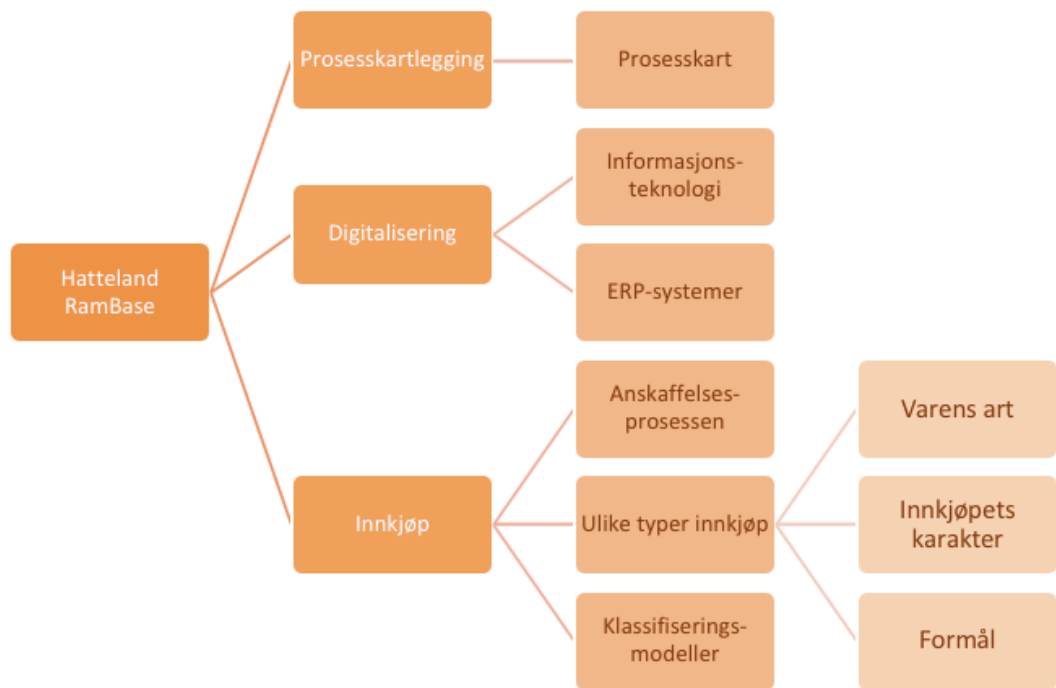 Prosesskartlegging
Prosesskart
Informasjons-
teknologi
Digitalisering
ERP-systemer
Hatteland
RamBase
Anskaffelses-
prosessen
Varens art
Innkjøp
Ulike typer innkjøp
Innkjøpets
karakter
Klassifiserings-
modeller
Formål